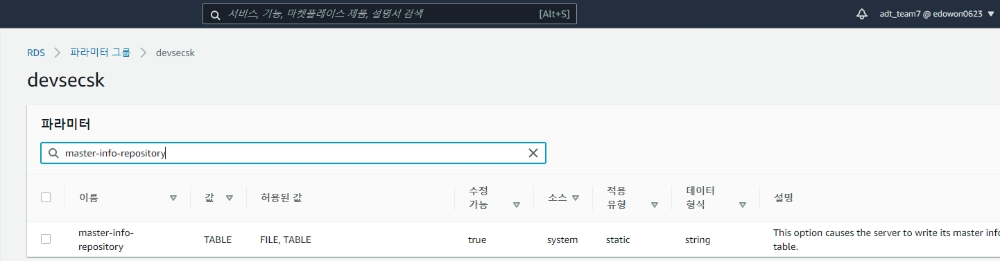 서비스, 기능, 마켓플레이스 제품, 설명서 검색 [Alt+S] adt_team7 @ edowon0623
RDS 파라미터 그룹 devsecsk
devsecsk
파라미터
master-info-repository
이름 값 허용된 값 수정 가능 소스 적용 유형 데이터 형식 설명
master-info-repository TABLE FILE, TABLE true system static string This option causes the server to write its master info
table.